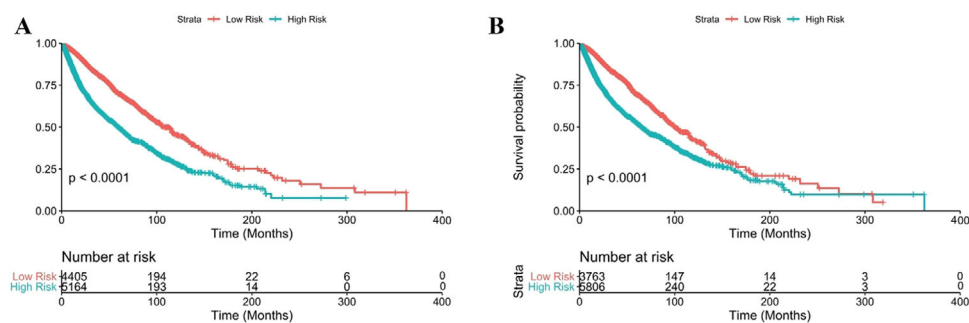 A
Strata Low Risk High Risk
1.00
0.75
0.50
0.25
0.00
p < 0.0001
0 100 200 300 400
Time (Months)
Number at risk
Low Risk 4405 194 22 6 0
High Risk 5164 193 14 0 0
0 100 200 300 400
Time (Months)
B
Strata Low Risk High Risk
Survival probability
1.00
0.75
0.50
0.25
0.00
p < 0.0001
0 100 200 300 400
Time (Months)
Number at risk
Strata
Low Risk 3763 147 14 3 0
High Risk 5806 240 22 3 0
0 100 200 300 400
Time (Months)